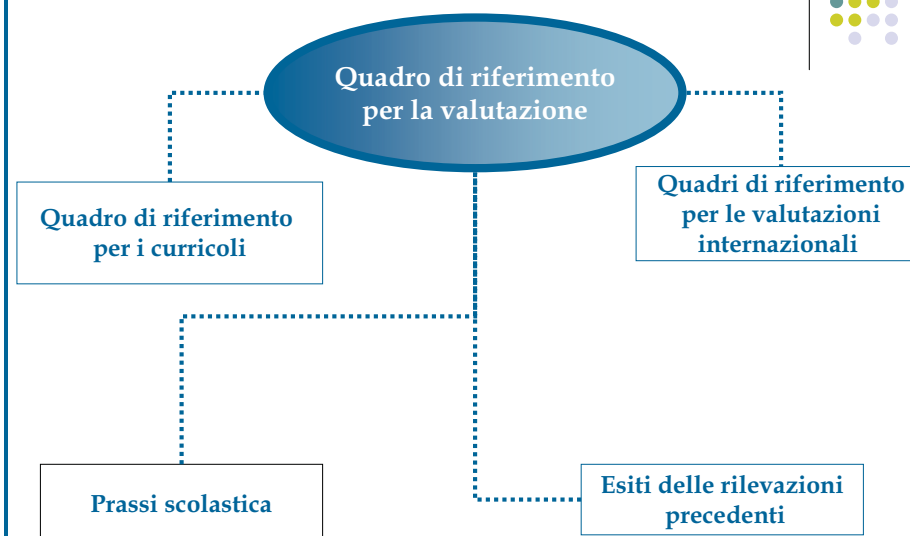 Quadro di riferimento
per la valutazione
Quadro di riferimento
per i curricoli
Quadri di riferimento
per le valutazioni
internazionali
Prassi scolastica
Esiti delle rilevazioni
precedenti